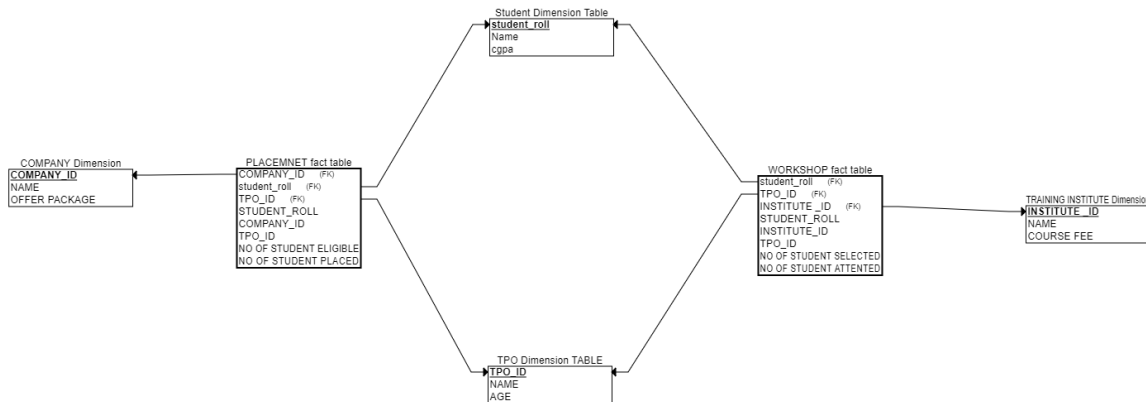 Student Dimension Table
student_roll
Name
cgpa
COMPANY Dimension
COMPANY_ID
NAME
OFFER PACKAGE
PLACEMNET fact table
COMPANY_ID (FK)
student_roll (FK)
TPO_ID (FK)
STUDENT_ROLL
COMPANY_ID
TPO_ID
NO OF STUDENT ELIGIBLE
NO OF STUDENT PLACED
WORKSHOP fact table
student_roll (FK)
TPO_ID (FK)
INSTITUTE _ID (FK)
STUDENT_ROLL
INSTITUTE_ID
TPO_ID
NO OF STUDENT SELECTED
NO OF STUDENT ATTENTED
TRAINING INSTITUTE Dimension
INSTITUTE _ID
NAME
COURSE FEE
TPO Dimension TABLE
TPO_ID
NAME
AGE